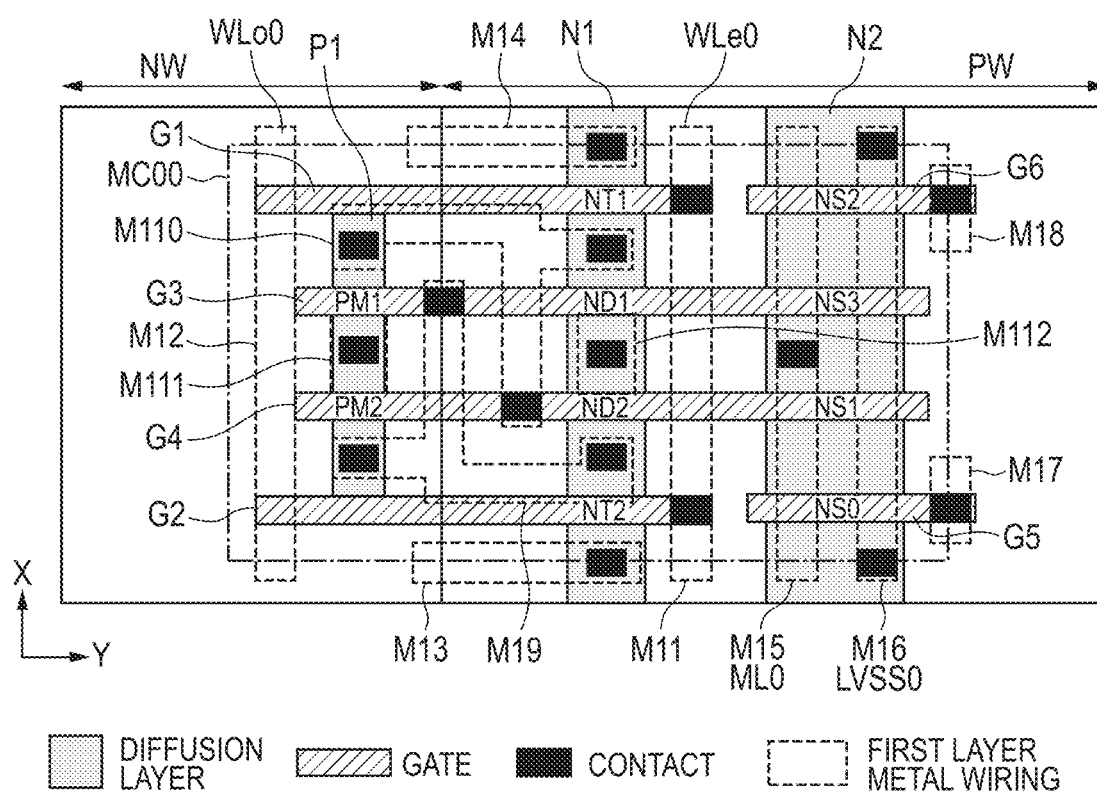 WLo0 P1 M14 N1 WLe0 N2
NW PW
G1 NT1 NS2 G6
MC00
M110 M18
G3 PM1 ND1 NS3
M12 M112
M111
G4 PM2 ND2 NS1
M17
G2 NT2 NS0 G5
X
Y
M13 M19 M11 M15 M16
ML0 LVSS0
DIFFUSION GATE CONTACT FIRST LAYER
LAYER METAL WIRING